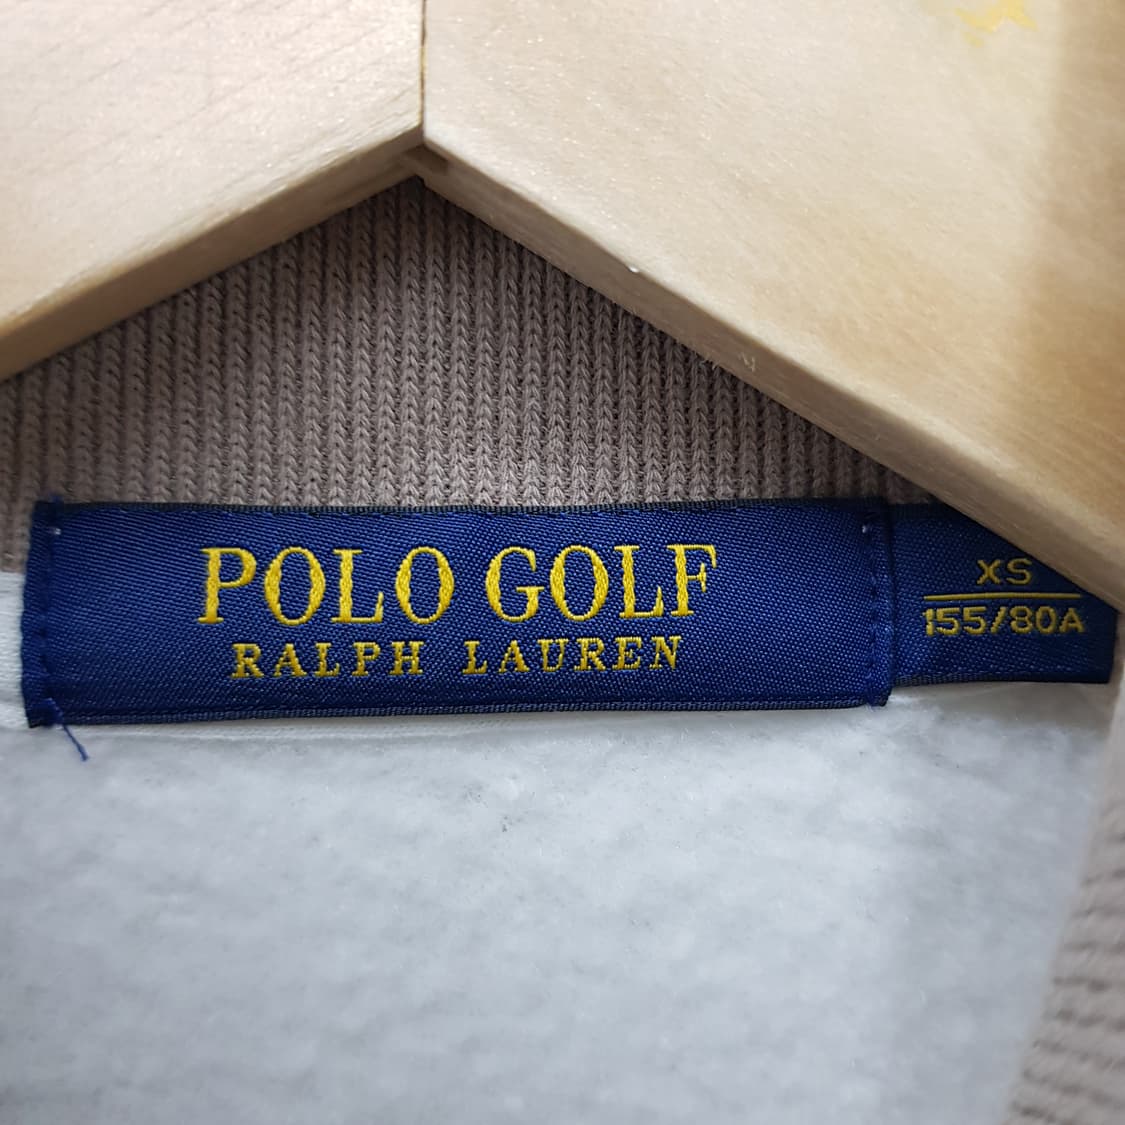 POLO GOLF
RALPH LAUREN
XS
155/80A